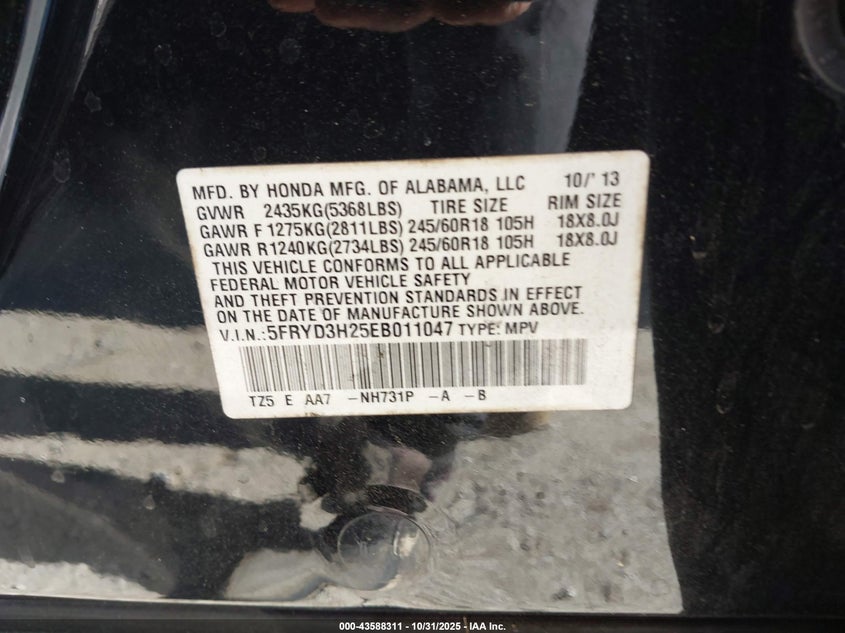 MFD. BY HONDA MFG. OF ALABAMA, LLC 10/' 13
GVWR 2435KG(5368LBS) TIRE SIZE RIM SIZE
GAWR F 1275KG(2811LBS) 245/60R18 105H 18X8.0J
GAWR R1240KG(2734LBS) 245/60R18 105H 18X8.0J
THIS VEHICLE CONFORMS TO ALL APPLICABLE
FEDERAL MOTOR VEHICLE SAFETY
AND THEFT PREVENTION STANDARDS IN EFFECT
ON THE DATE OF MANUFACTURE SHOWN ABOVE.
V.I.N.:5FRYD3H25EB011047 TYPE: MPV
TZ5 E AA7 -NH731P -A -B
000-43588311 - 10/31/2025 - IAA Inc.